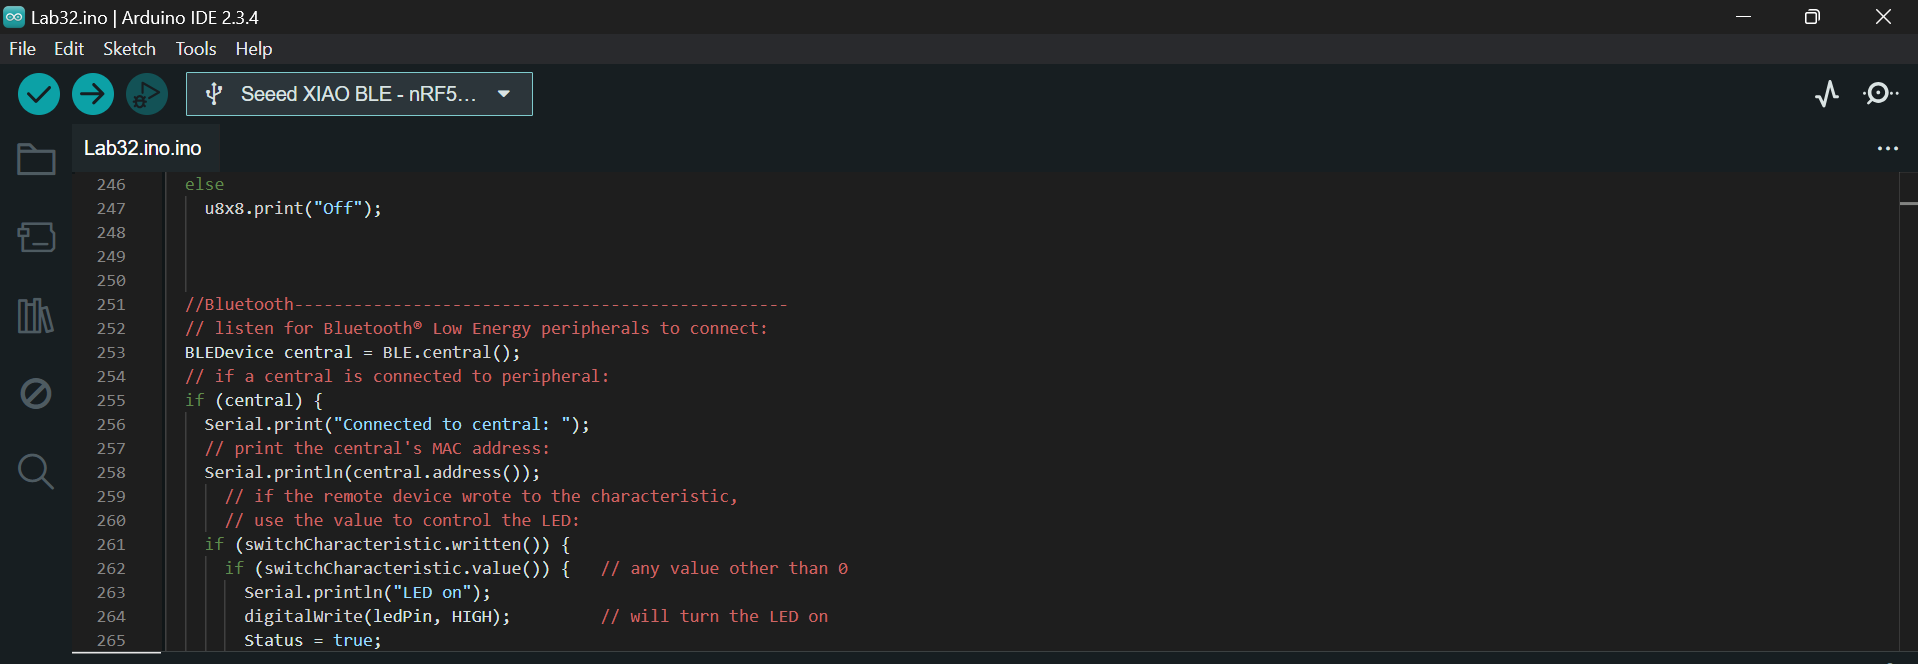 Lab32.ino | Arduino IDE 2.3.4
File Edit Sketch Tools Help
Seeed XIAO BLE - nRF5...
Lab32.ino.ino
246 else
247 u8x8.print("Off");
248
249
250
251 //Bluetooth--------------------------------------------------
252 // listen for Bluetooth® Low Energy peripherals to connect:
253 BLEDevice central = BLE.central();
254 // if a central is connected to peripheral:
255 if (central) {
256 Serial.print("Connected to central: ");
257 // print the central's MAC address:
258 Serial.println(central.address());
259 // if the remote device wrote to the characteristic,
260 // use the value to control the LED:
261 if (switchCharacteristic.written()) {
262 if (switchCharacteristic.value()) { // any value other than 0
263 Serial.println("LED on");
264 digitalWrite(ledPin, HIGH); // will turn the LED on
265 Status = true;